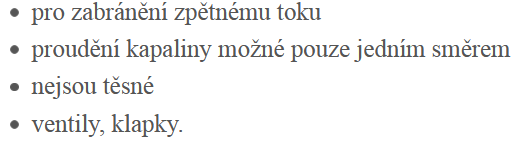 • pro zabránění zpětnému toku
• proudění kapaliny možné pouze jedním směrem
• nejsou těsné
• ventily, klapky.